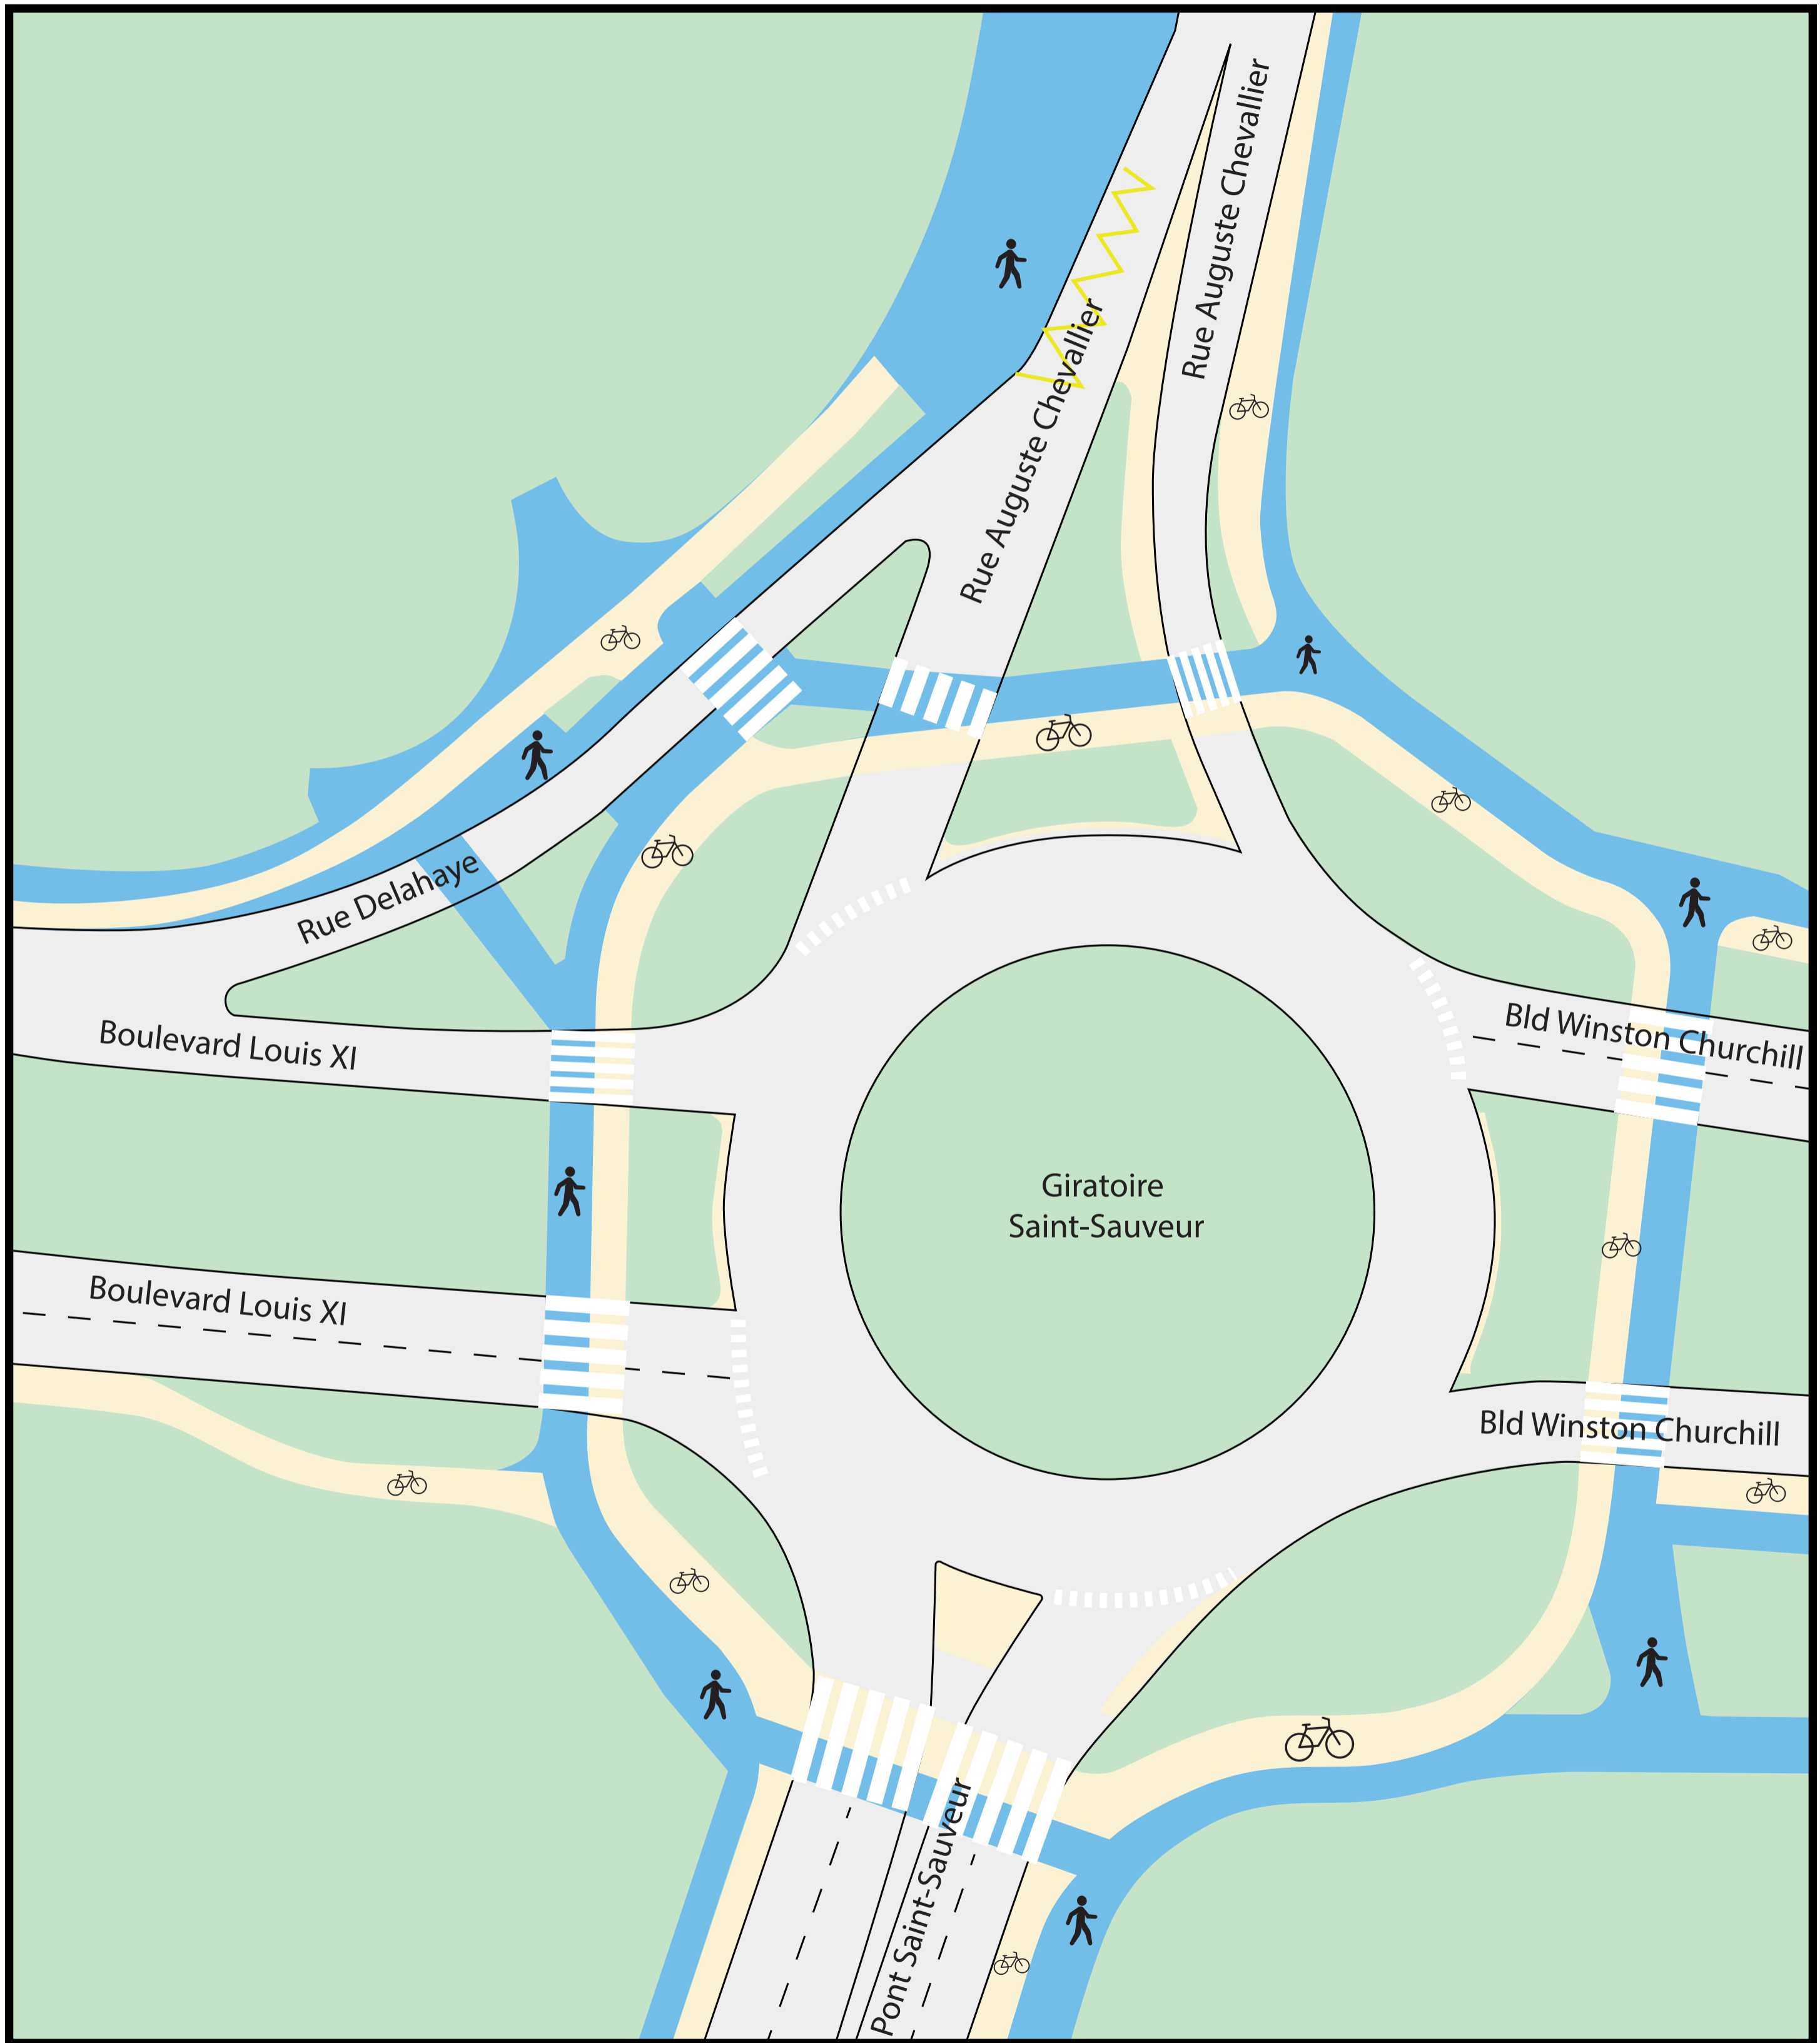 Rue Auguste Chevallier
Rue Auguste Chevallier
Rue Delahaye
Boulevard Louis XI
Bld Winston Churchill
Giratoire
Saint-Sauveur
Boulevard Louis XI
Bld Winston Churchill
Pont Saint-Sauveur